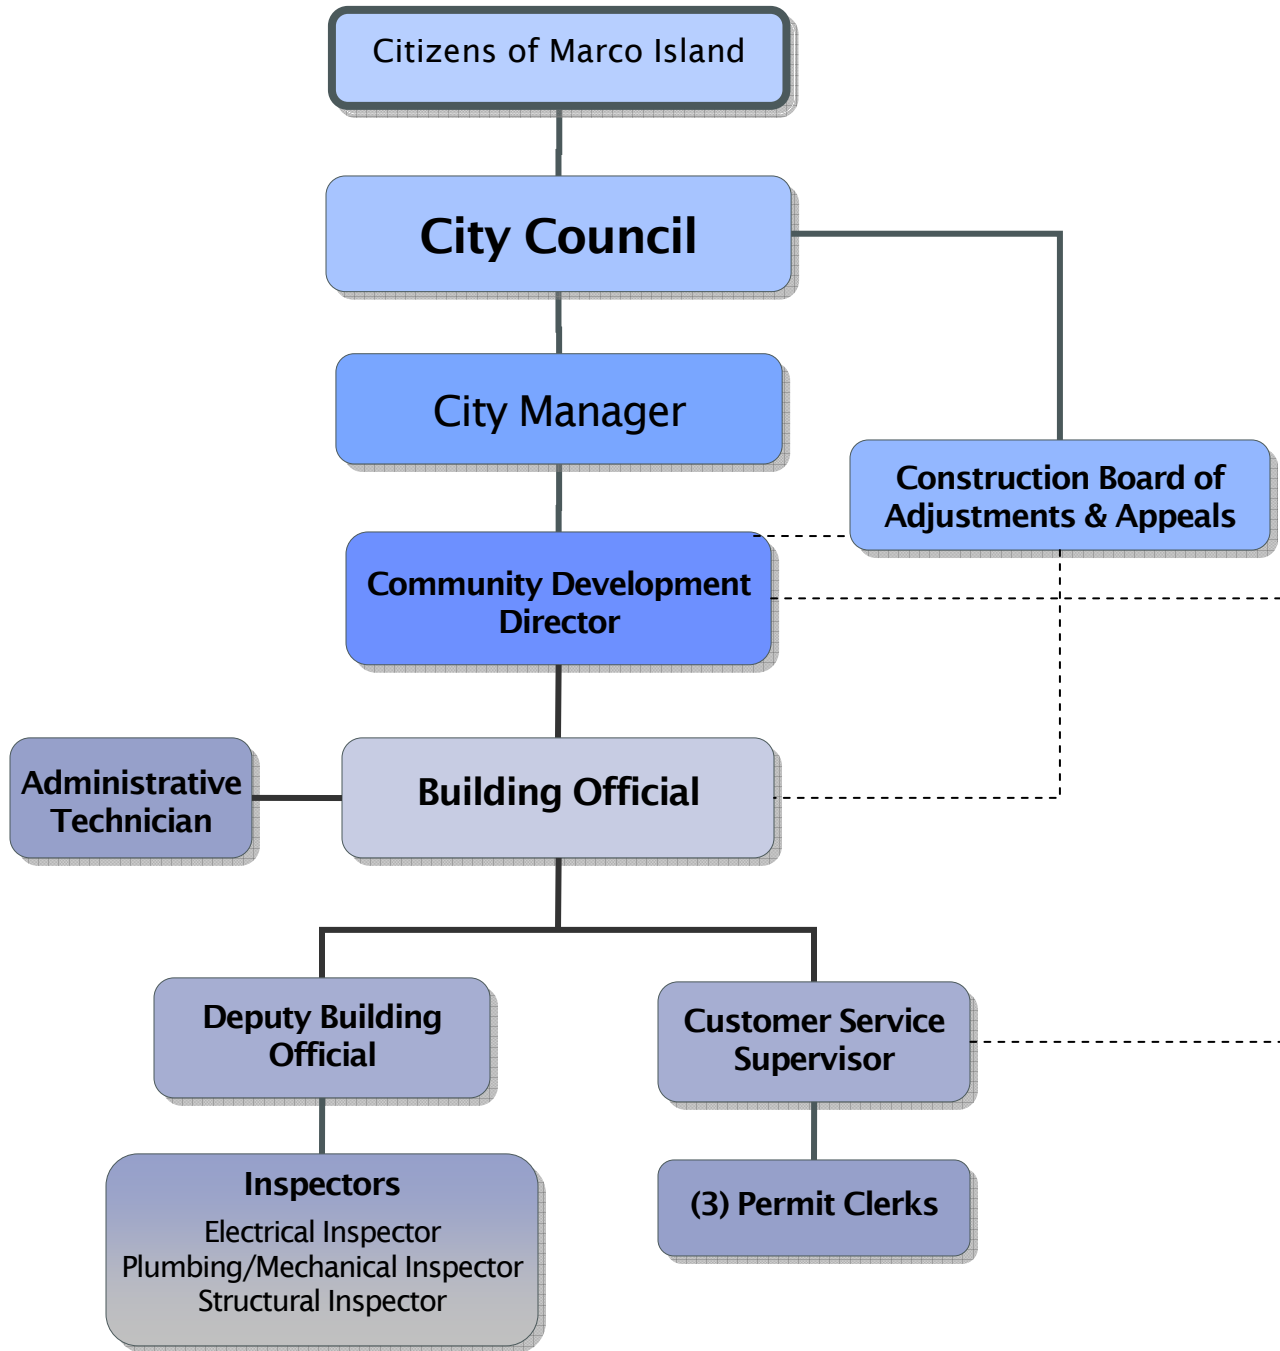 Citizens of Marco Island
City Council
City Manager
Construction Board of
Adjustments & Appeals
Community Development
Director
Administrative
Technician
Building Official
Deputy Building
Official
Customer Service
Supervisor
Inspectors
Electrical Inspector
Plumbing/Mechanical Inspector
Structural Inspector
(3) Permit Clerks